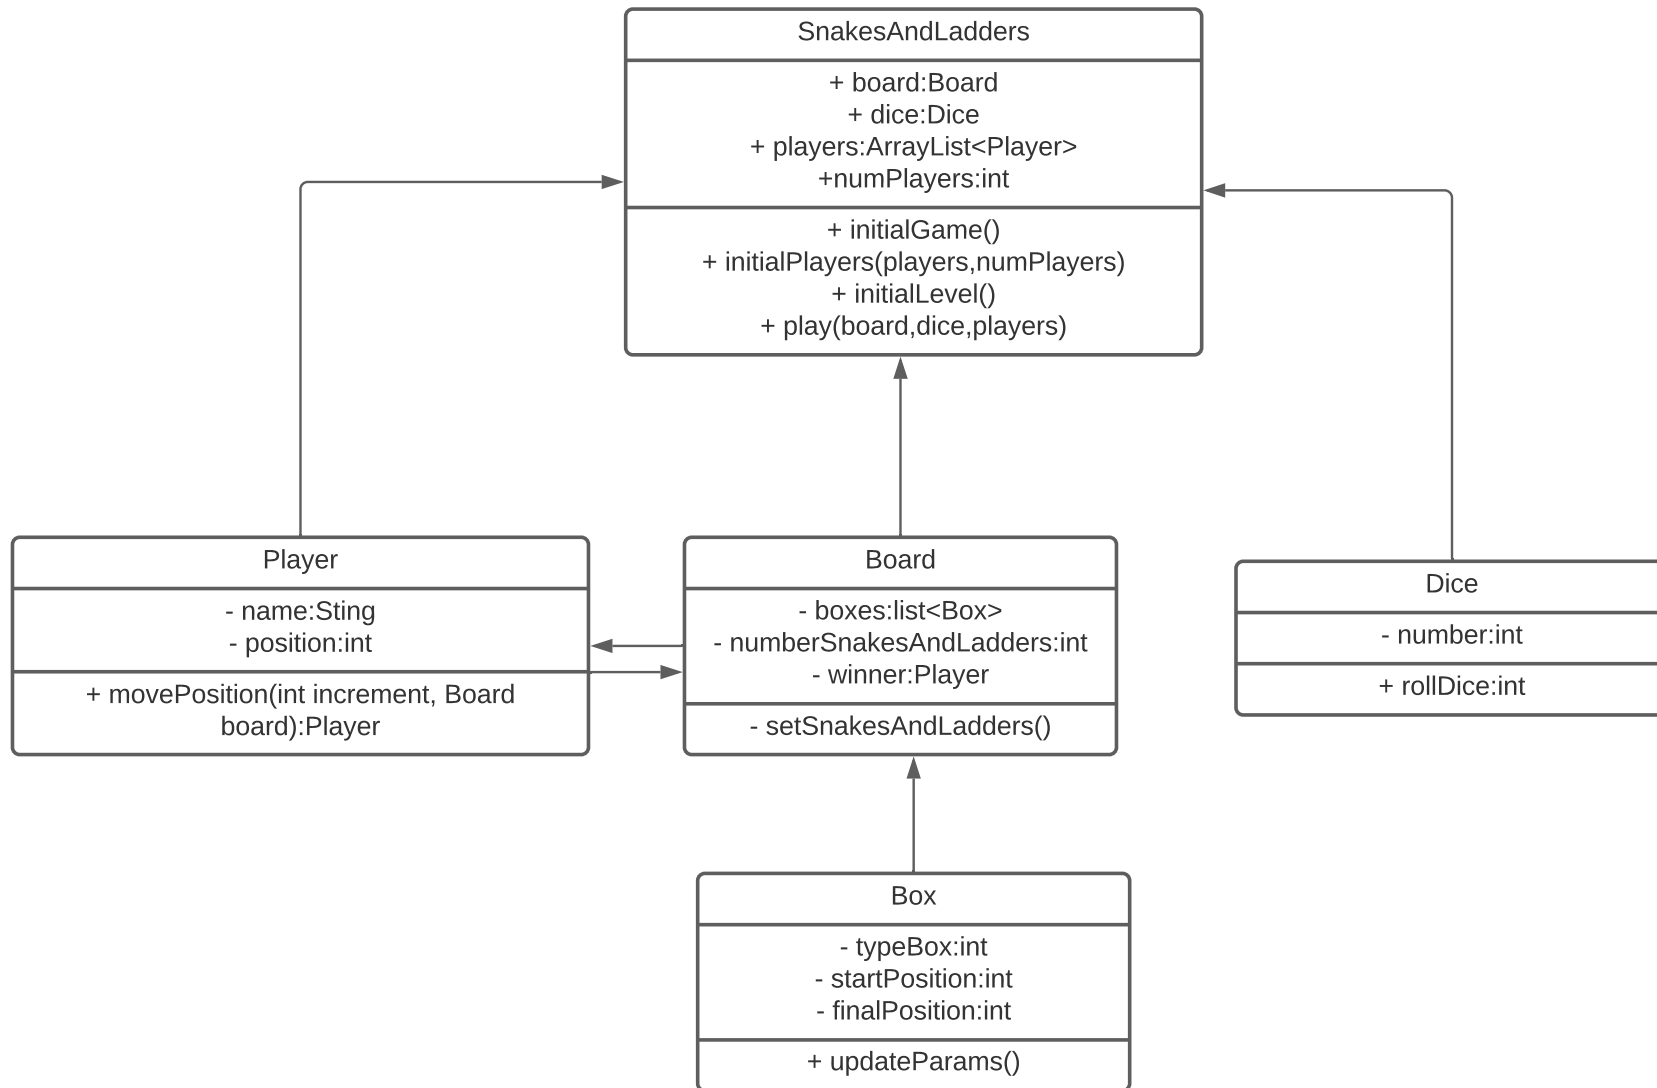 SnakesAndLadders
+ board:Board
+ dice:Dice
+ players:ArrayList<Player>
+numPlayers:int
+ initialGame()
+ initialPlayers(players,numPlayers)
+ initialLevel()
+ play(board,dice,players)
Player
- name:Sting
- position:int
+ movePosition(int increment, Board
board):Player
Board
- boxes:list<Box>
- numberSnakesAndLadders:int
- winner:Player
- setSnakesAndLadders()
Dice
- number:int
+ rollDice:int
Box
- typeBox:int
- startPosition:int
- finalPosition:int
+ updateParams()